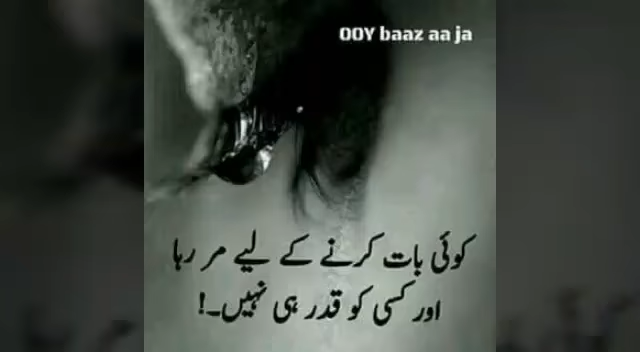 OOY baaz aa ja
کوئی بات کرنے کے لیے مر رہا
اور کسی کو قدر ہی نہیں۔!